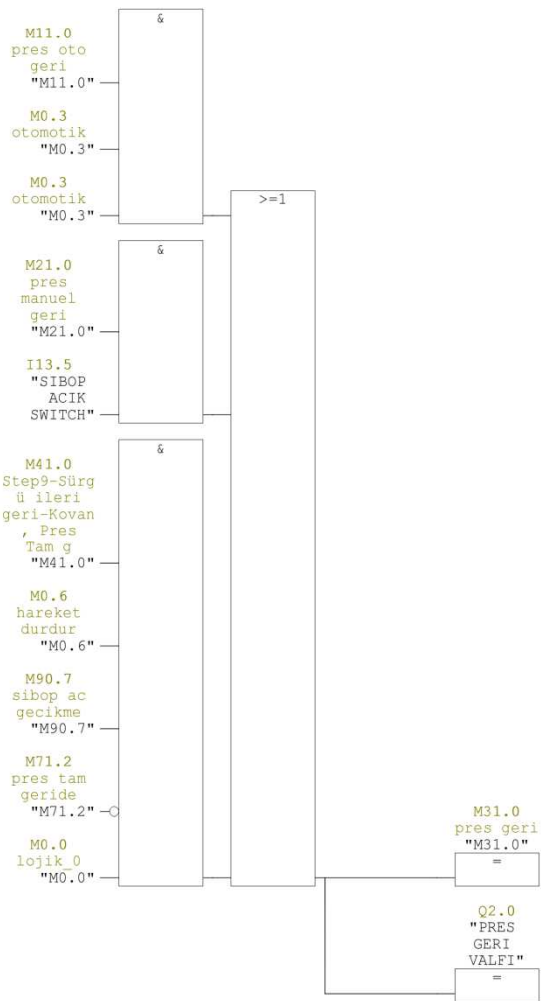 &
M11.0
pres oto
geri
"M11.0"
M0.3
otomotik
"M0.3"
M0.3
otomotik
"M0.3"
>=1
&
M21.0
pres
manuel
geri
"M21.0"
I13.5
"SIBOP
ACIK
SWITCH"
&
M41.0
Step9-Sürg
ü ileri
geri-Kovan
, Pres
Tam g
"M41.0"
M0.6
hareket
durdur
"M0.6"
M90.7
sibop ac
gecikme
"M90.7"
M71.2
pres tam
geride
"M71.2"
M0.0
lojik_0
"M0.0"
M31.0
pres geri
"M31.0"
=
Q2.0
"PRES
GERI
VALFI"
=